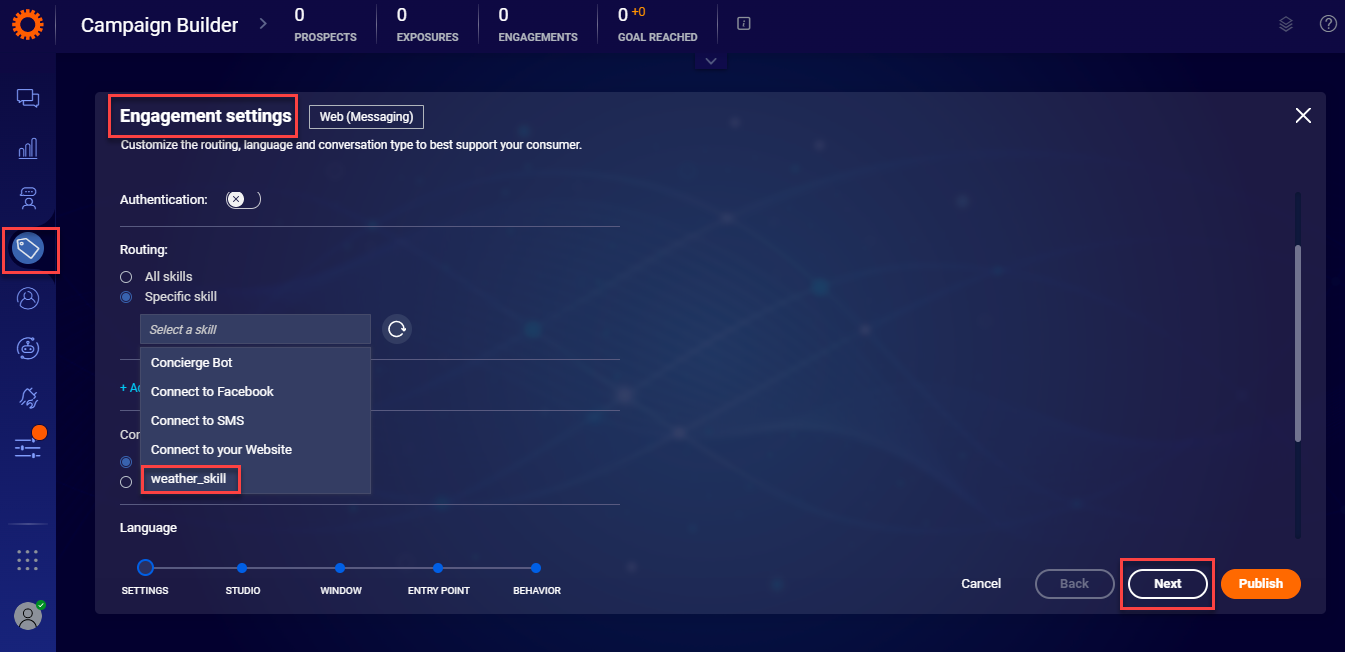 Campaign Builder
0
PROSPECTS
0
EXPOSURES
0
ENGAGEMENTS
0 +0
GOAL REACHED
Engagement settings
Web (Messaging)
Customize the routing, language and conversation type to best support your consumer.
Authentication:
Routing:
All skills
Specific skill
Select a skill
Concierge Bot
Connect to Facebook
Connect to SMS
Connect to your Website
weather_skill
Language
SETTINGS
STUDIO
WINDOW
ENTRY POINT
BEHAVIOR
Cancel
Back
Next
Publish